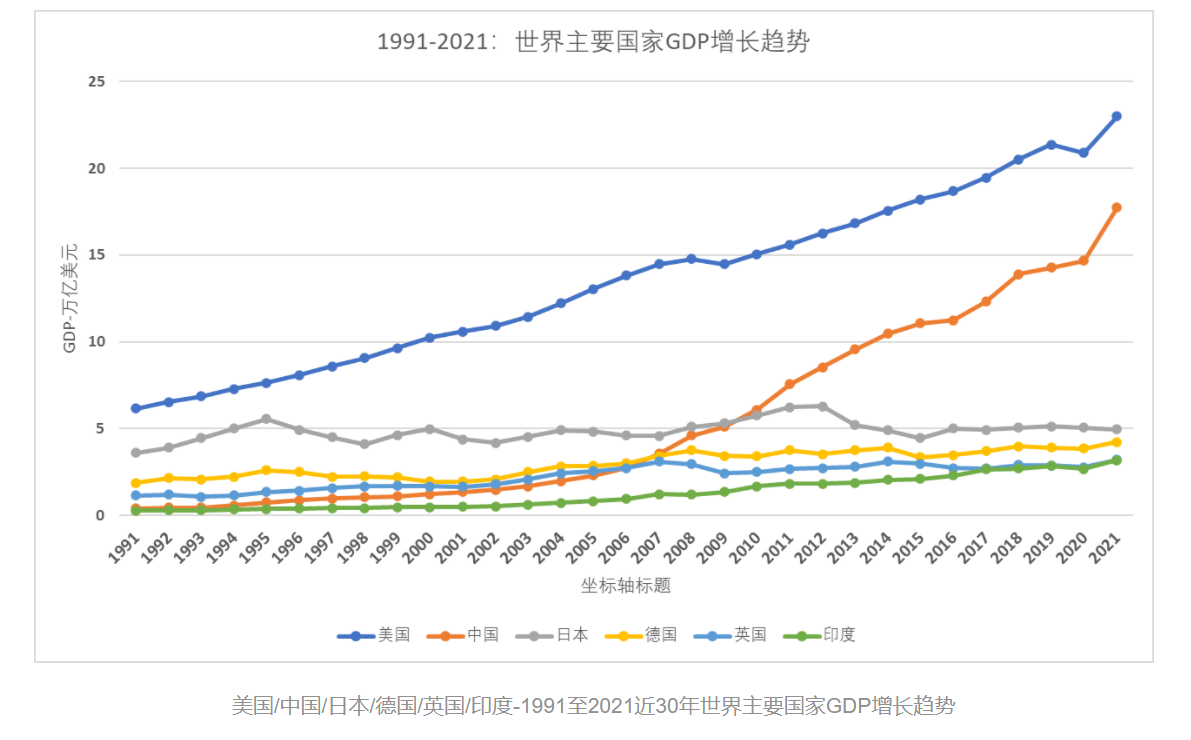 1991-2021：世界主要国家GDP增长趋势
25
20
15
10
5
0
GDP-万亿美元
1991 1992 1993 1994 1995 1996 1997 1998 1999 2000 2001 2002 2003 2004 2005 2006 2007 2008 2009 2010 2011 2012 2013 2014 2015 2016 2017 2018 2019 2020 2021
坐标轴标题
美国 中国 日本 德国 英国 印度
美国/中国/日本/德国/英国/印度-1991至2021近30年世界主要国家GDP增长趋势